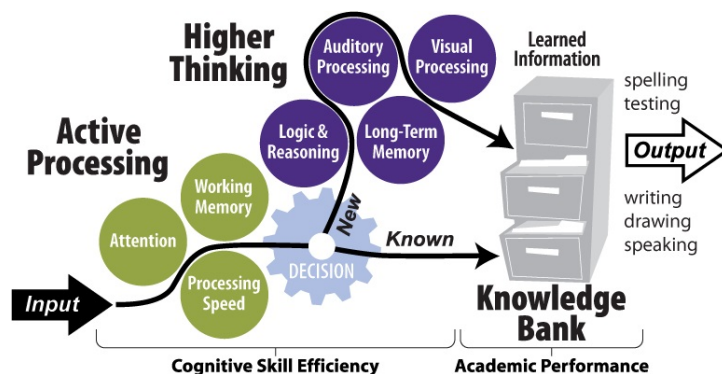 Higher
Thinking
Auditory
Processing
Visual
Processing
Learned
Information
spelling
testing
Active
Processing
Logic &
Reasoning
Long-Term
Memory
Output
Working
Memory
Attention
New
Known
writing
drawing
speaking
DECISION
Processing
Speed
Input
Knowledge
Bank
Cognitive Skill Efficiency
Academic Performance